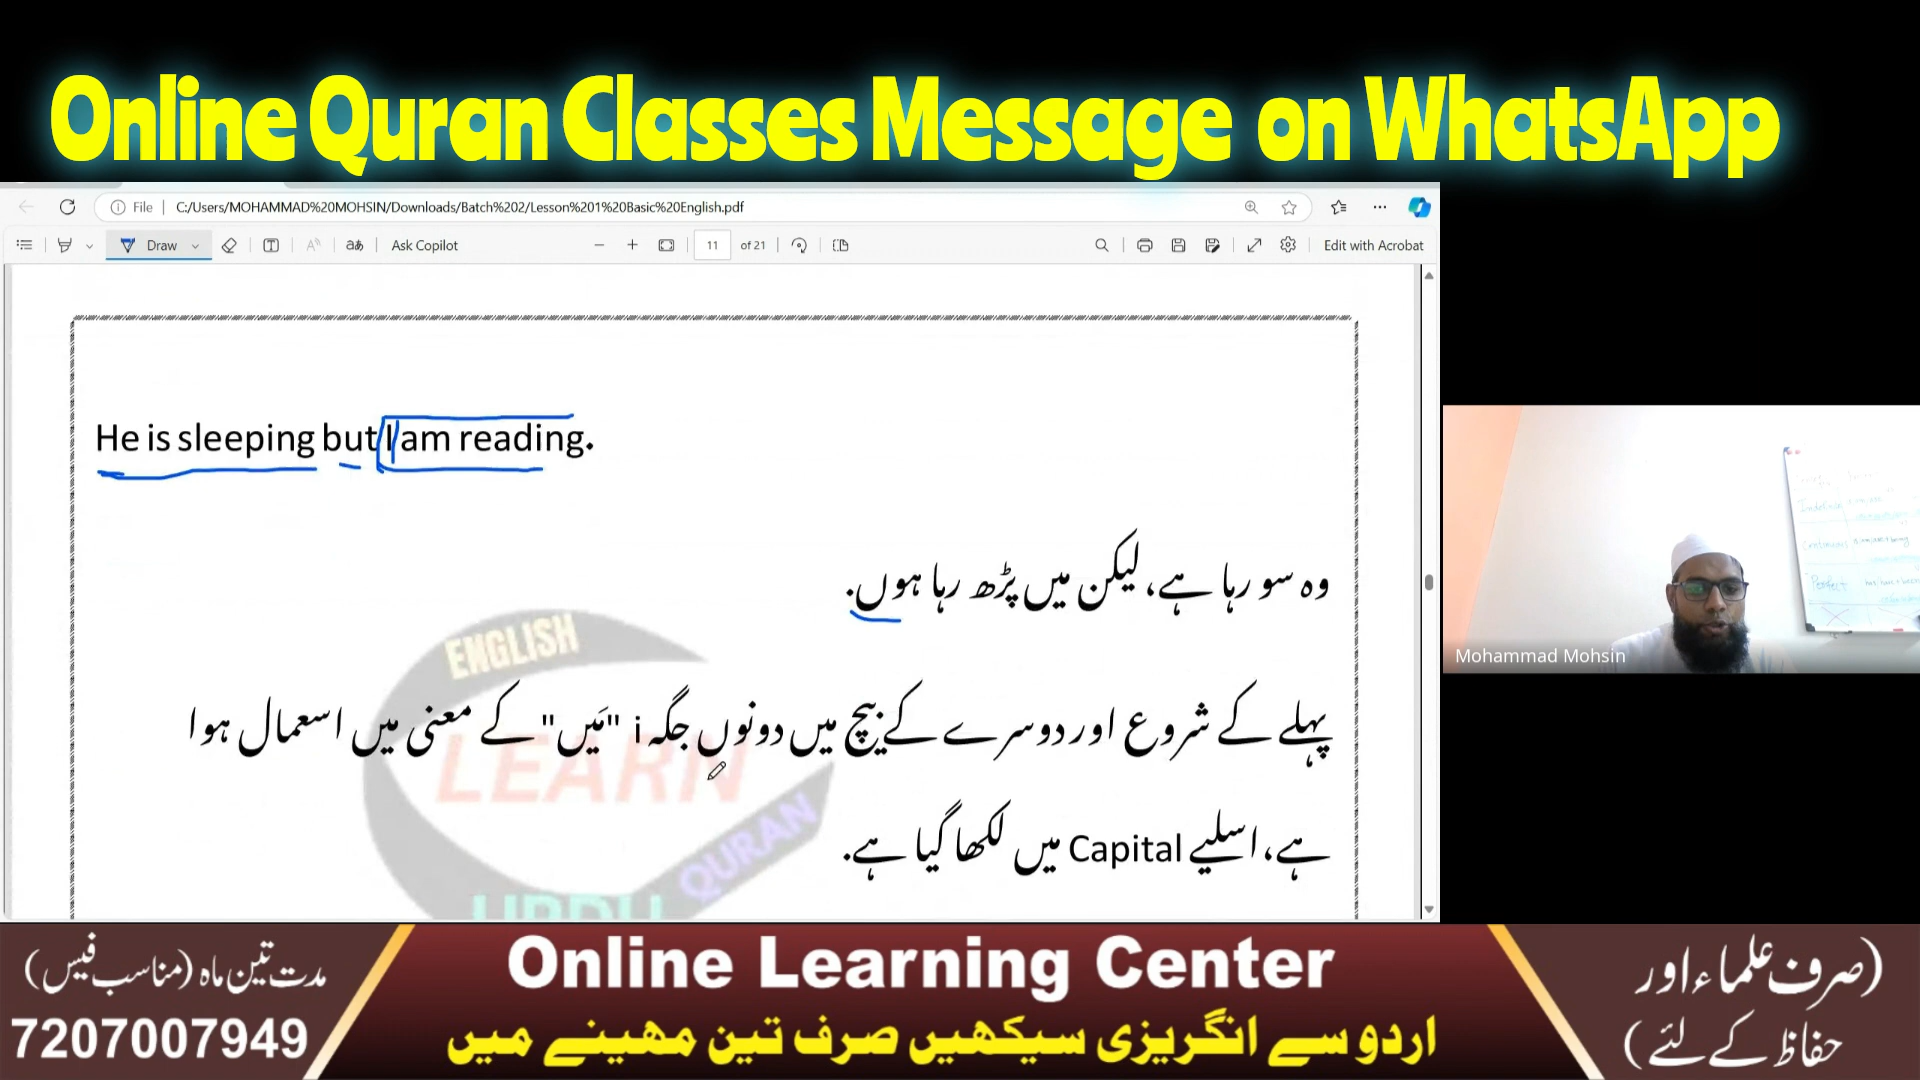 Online Quran Classes Message on WhatsApp
File C:/Users/MOHAMMAD%20MOHSIN/Downloads/Batch%202/Lesson%201%20Basic%20English.pdf
Draw aあ Ask Copilot 11 of 21 Edit with Acrobat
He is sleeping but I am reading.
وہ سو رہا ہے، لیکن میں پڑھ رہا ہوں.
پہلے کے شروع اور دوسرے کے بیچ میں دونوں جگہ i "مَیں" کے معنی میں اسعمال ہوا
ہے، اسلیے Capital میں لکھا گیا ہے.
ENGLISH
LEARN
QURAN
URDU
Mohammad Mohsin
مدت تین ماہ (مناسب فیس)
7207007949
Online Learning Center
اردو سے انگریزی سیکھیں صرف تین مہینے میں
(صرف علماء اور
حفاظ کے لئے)